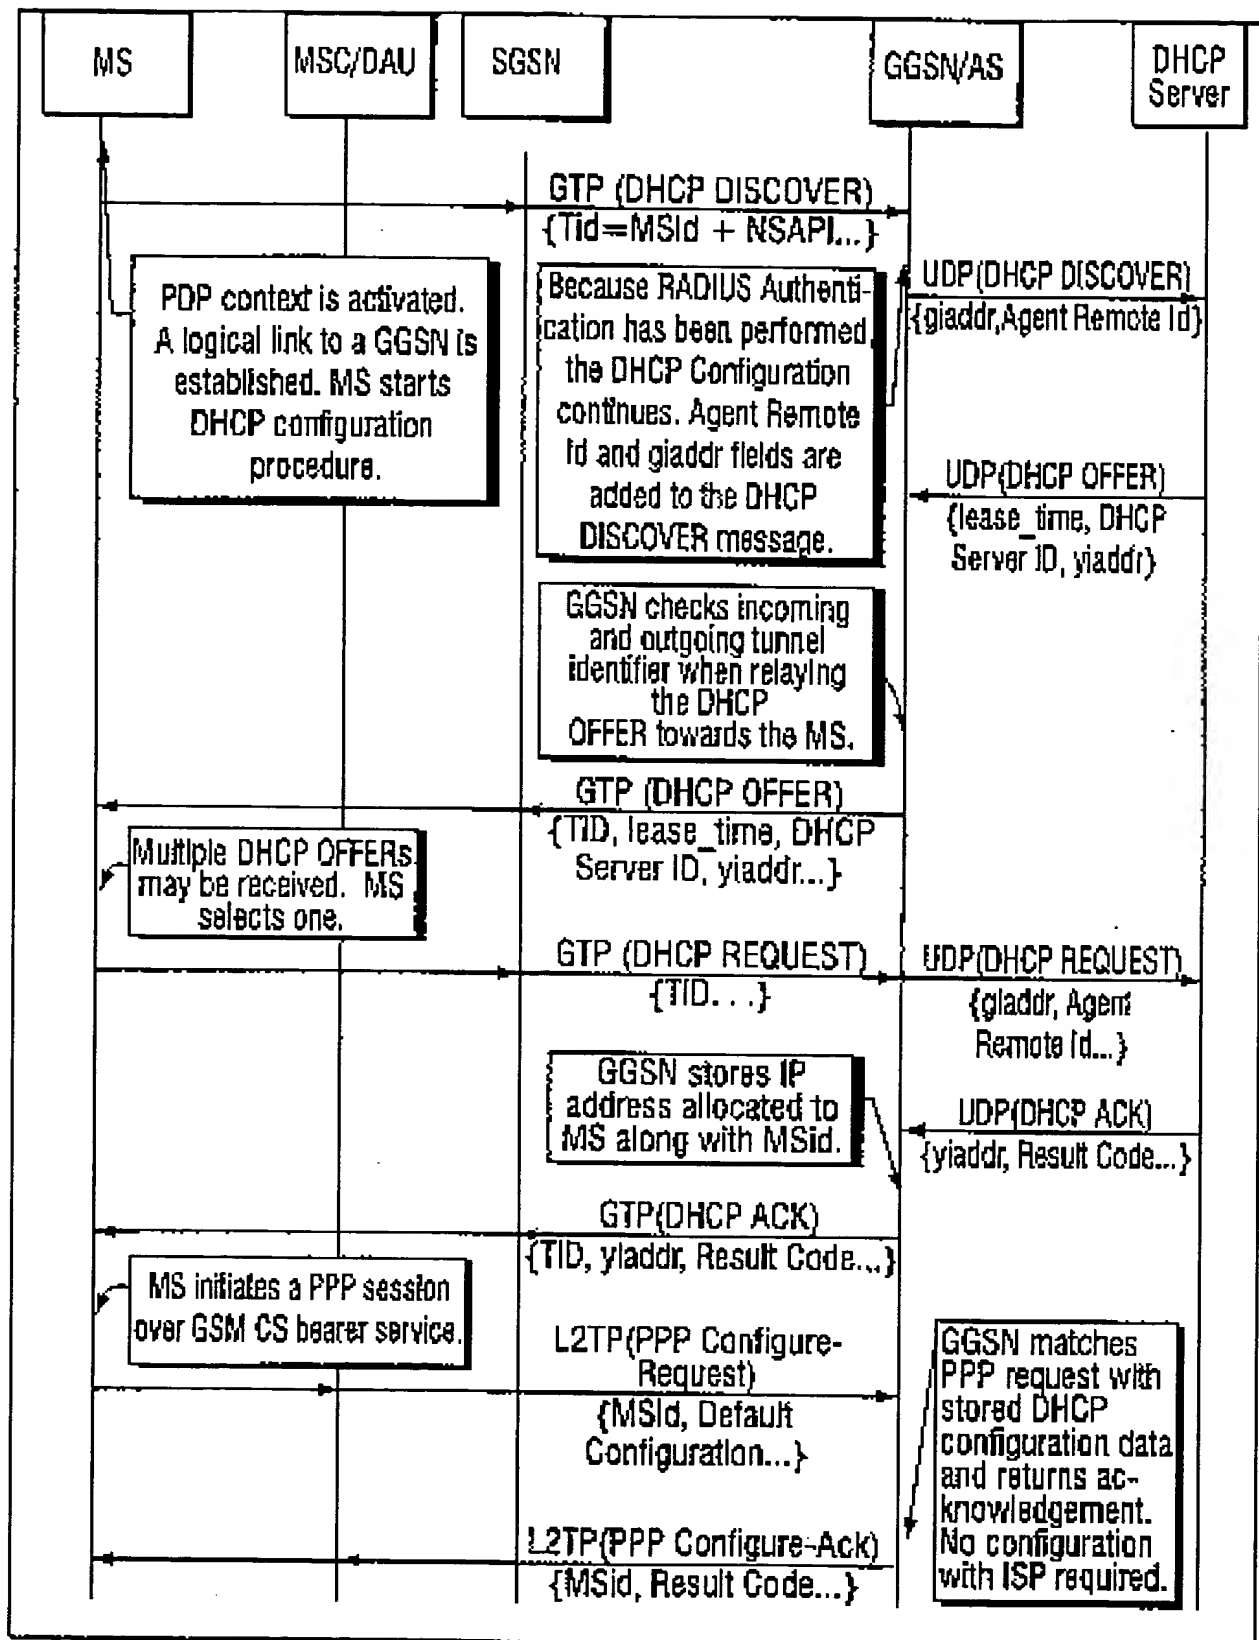 MS
MSC/DAU
SGSN
GGSN/AS
DHCP
Server
GTP (DHCP DISCOVER)
{Tid=MSId + NSAPI...}
PDP context is activated.
A logical link to a GGSN is
established. MS starts
DHCP configuration
procedure.
Because RADIUS Authenti-
ication has been performed,
the DHCP Configuration
continues. Agent Remote
Id and giaddr fields are
added to the DHCP
DISCOVER message.
UDP(DHCP DISCOVER)
{giaddr,Agent Remote Id}
UDP(DHCP OFFER)
{lease_time, DHCP
Server ID, yiaddr}
GGSN checks incoming
and outgoing tunnel
identifier when relaying
the DHCP
OFFER towards the MS.
GTP (DHCP OFFER)
{TID, lease_time, DHCP
Server ID, yiaddr...}
Multiple DHCP OFFERs
may be received. MS
selects one.
GTP (DHCP REQUEST)
{TID...}
UDP(DHCP REQUEST)
{giaddr, Agent
Remote Id...}
GGSN stores IP
address allocated to
MS along with MSid.
UDP(DHCP ACK)
{yiaddr, Result Code...}
GTP(DHCP ACK)
{TID, yiaddr, Result Code...}
MS initiates a PPP session
over GSM CS bearer service.
L2TP(PPP Configure-
Request)
{MSId, Default
Configuration...}
GGSN matches
PPP request with
stored DHCP
configuration data
and returns ac-
knowledgement.
No configuration
with ISP required.
L2TP(PPP Configure-Ack)
{MSid, Result Code...}